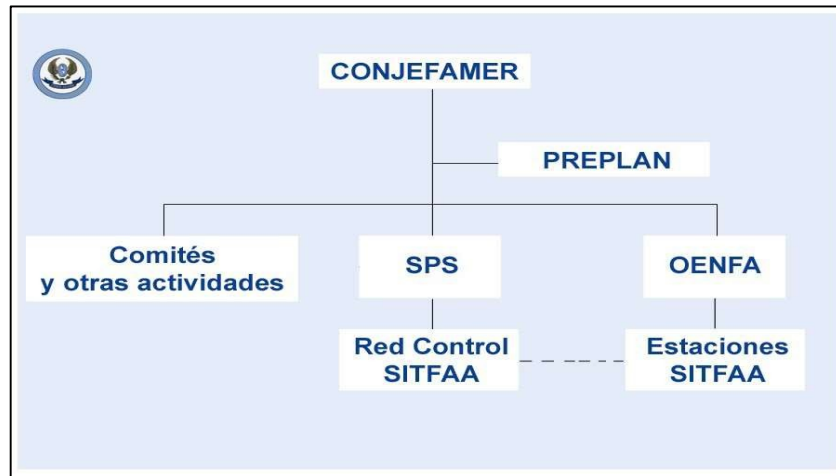 CONJEFAMER
PREPLAN
Comités
y otras actividades
SPS
OENFA
Red Control
SITFAA
Estaciones
SITFAA